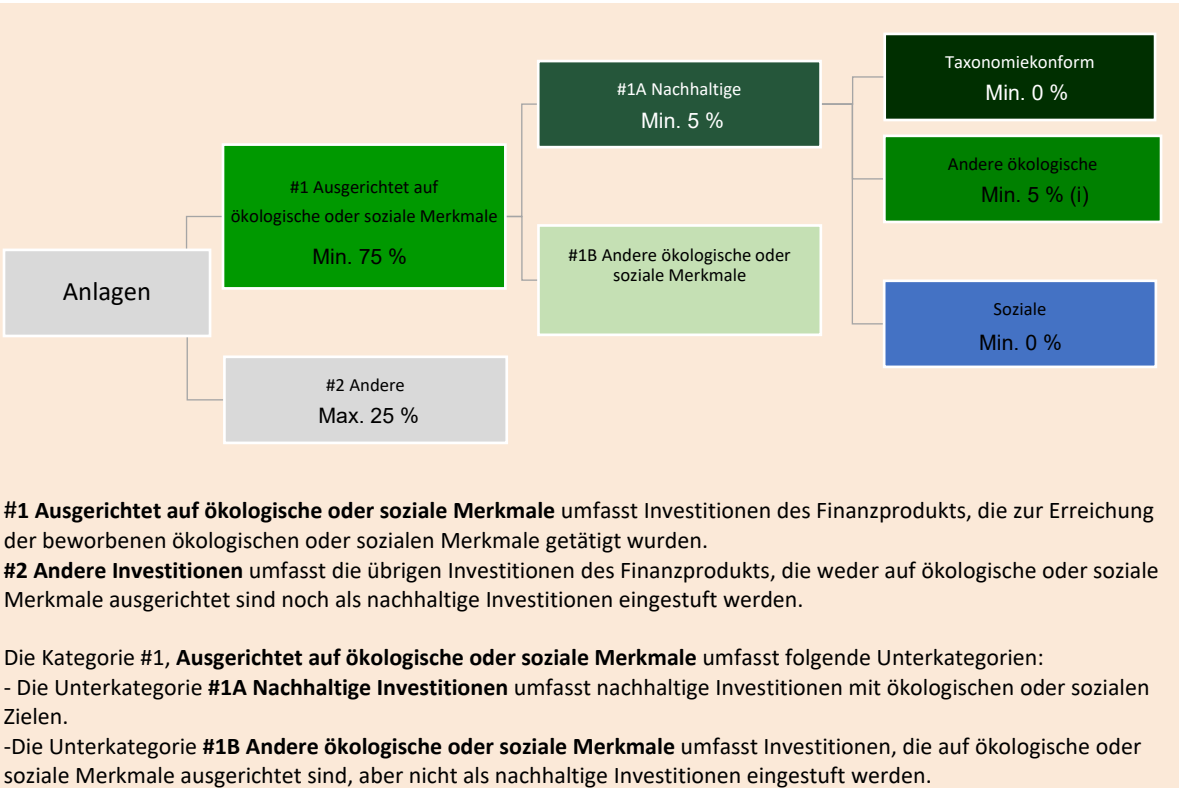 Anlagen
#1 Ausgerichtet auf
ökologische oder soziale Merkmale
Min. 75 %
#2 Andere
Max. 25 %
#1A Nachhaltige
Min. 5 %
#1B Andere ökologische oder
soziale Merkmale
Taxonomiekonform
Min. 0 %
Andere ökologische
Min. 5 % (i)
Soziale
Min. 0 %
#1 Ausgerichtet auf ökologische oder soziale Merkmale umfasst Investitionen des Finanzprodukts, die zur Erreichung
der beworbenen ökologischen oder sozialen Merkmale getätigt wurden.
#2 Andere Investitionen umfasst die übrigen Investitionen des Finanzprodukts, die weder auf ökologische oder soziale
Merkmale ausgerichtet sind noch als nachhaltige Investitionen eingestuft werden.
Die Kategorie #1, Ausgerichtet auf ökologische oder soziale Merkmale umfasst folgende Unterkategorien:
- Die Unterkategorie #1A Nachhaltige Investitionen umfasst nachhaltige Investitionen mit ökologischen oder sozialen
Zielen.
-Die Unterkategorie #1B Andere ökologische oder soziale Merkmale umfasst Investitionen, die auf ökologische oder
soziale Merkmale ausgerichtet sind, aber nicht als nachhaltige Investitionen eingestuft werden.